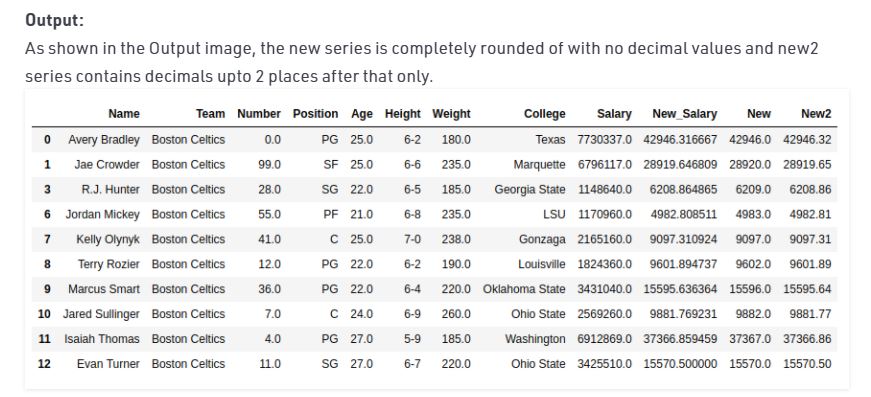 Output:
As shown in the Output image, the new series is completely rounded of with no decimal values and new2
series contains decimals upto 2 places after that only.
Name Team Number Position Age Height Weight College Salary New_Salary New New2
0 Avery Bradley Boston Celtics 0.0 PG 25.0 6-2 180.0 Texas 7730337.0 42946.316667 42946.0 42946.32
1 Jae Crowder Boston Celtics 99.0 SF 25.0 6-6 235.0 Marquette 6796117.0 28919.646809 28920.0 28919.65
3 R.J. Hunter Boston Celtics 28.0 SG 22.0 6-5 185.0 Georgia State 1148640.0 6208.864865 6209.0 6208.86
6 Jordan Mickey Boston Celtics 55.0 PF 21.0 6-8 235.0 LSU 1170960.0 4982.808511 4983.0 4982.81
7 Kelly Olynyk Boston Celtics 41.0 C 25.0 7-0 238.0 Gonzaga 2165160.0 9097.310924 9097.0 9097.31
8 Terry Rozier Boston Celtics 12.0 PG 22.0 6-2 190.0 Louisville 1824360.0 9601.894737 9602.0 9601.89
9 Marcus Smart Boston Celtics 36.0 PG 22.0 6-4 220.0 Oklahoma State 3431040.0 15595.636364 15596.0 15595.64
10 Jared Sullinger Boston Celtics 7.0 C 24.0 6-9 260.0 Ohio State 2569260.0 9881.769231 9882.0 9881.77
11 Isaiah Thomas Boston Celtics 4.0 PG 27.0 5-9 185.0 Washington 6912869.0 37366.859459 37367.0 37366.86
12 Evan Turner Boston Celtics 11.0 SG 27.0 6-7 220.0 Ohio State 3425510.0 15570.500000 15570.0 15570.50